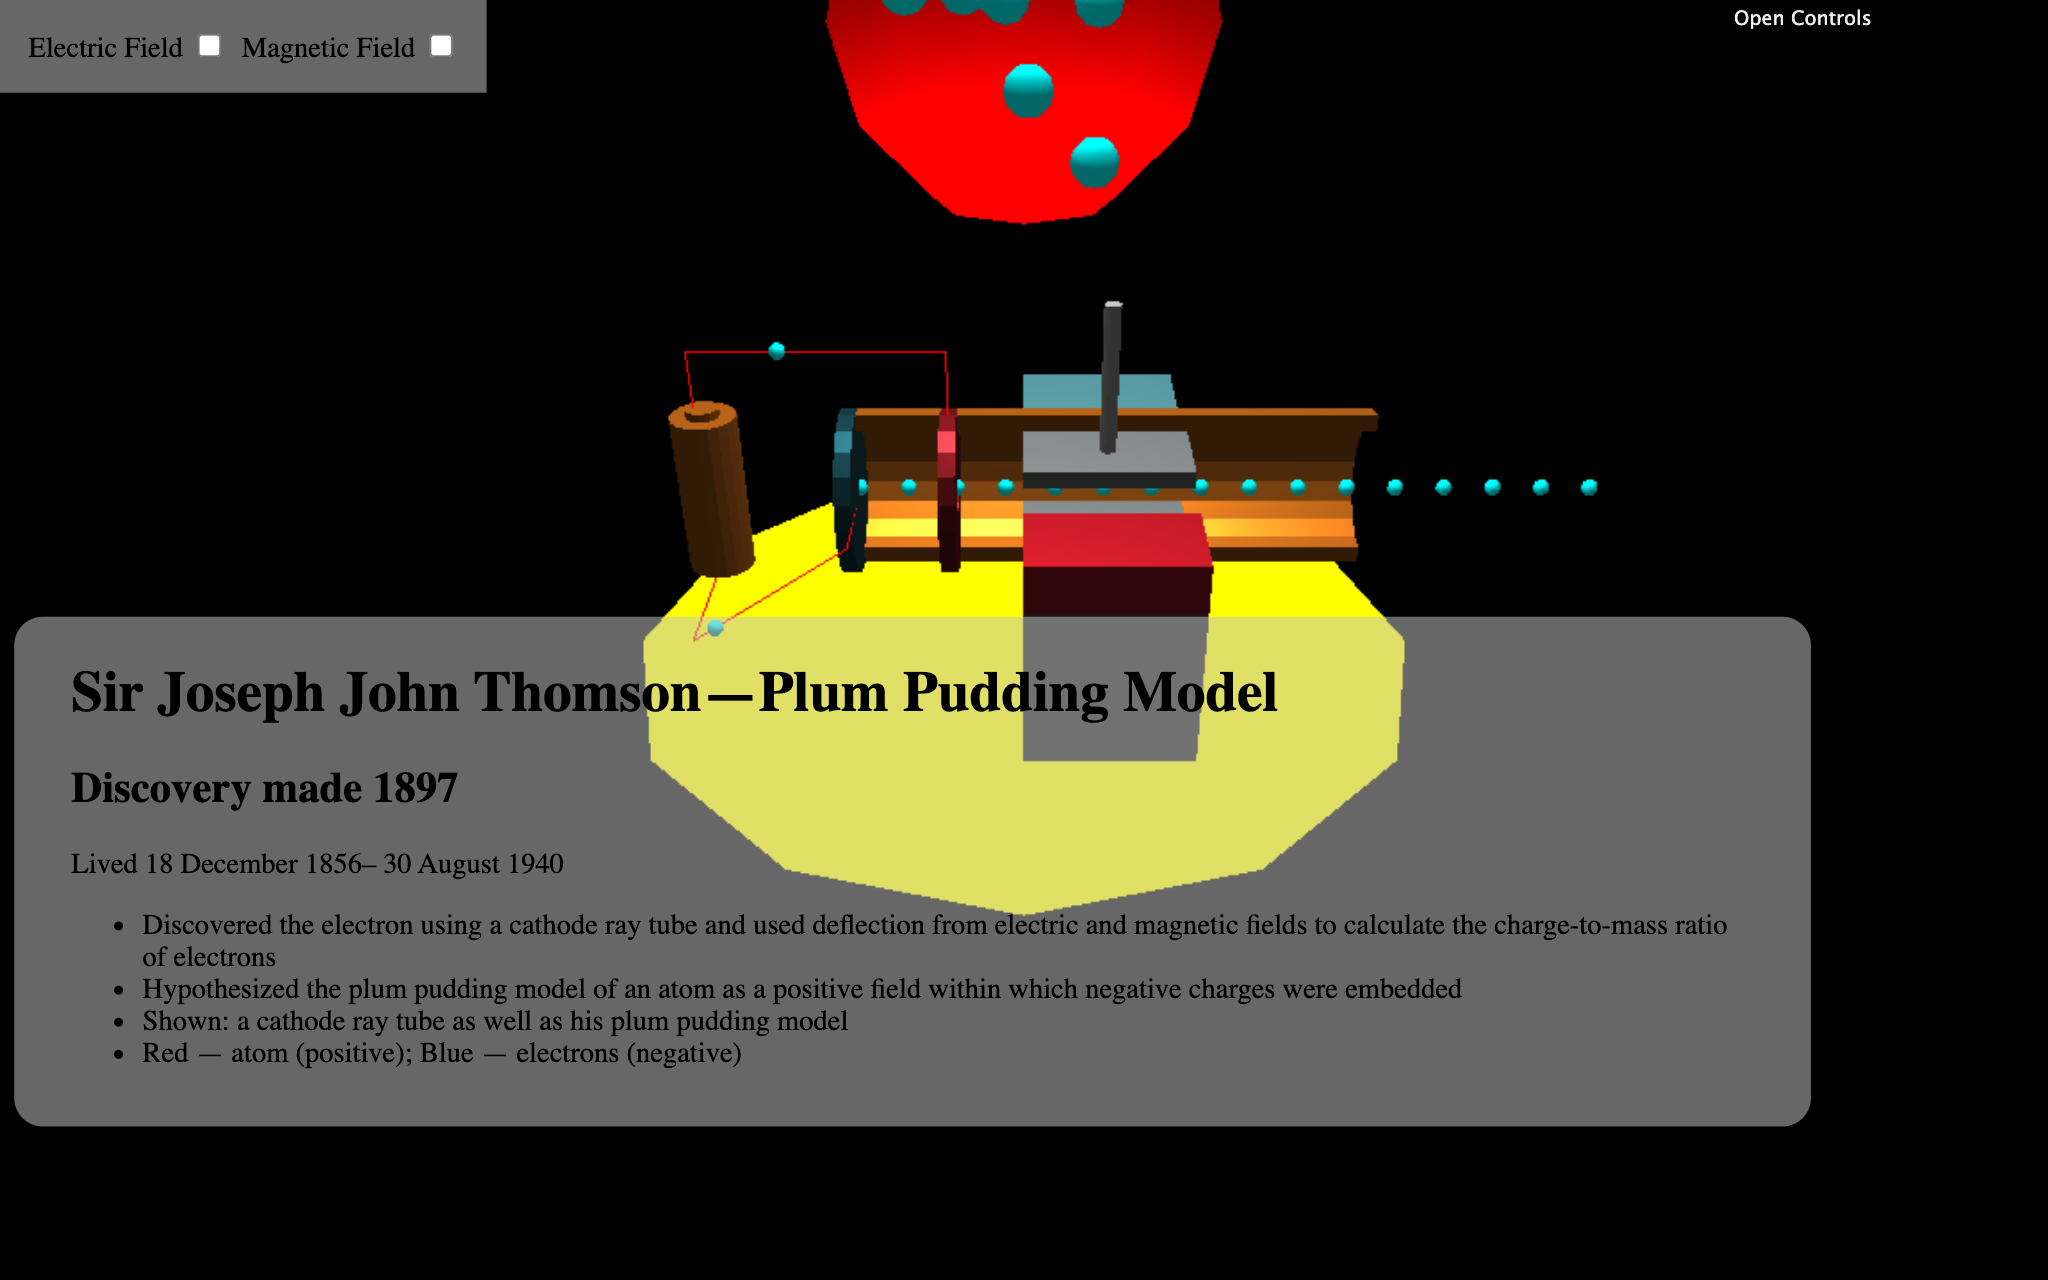 Electric Field Magnetic Field
Open Controls
Sir Joseph John Thomson—Plum Pudding Model
Discovery made 1897
Lived 18 December 1856– 30 August 1940
• Discovered the electron using a cathode ray tube and used deflection from electric and magnetic fields to calculate the charge-to-mass ratio
of electrons
• Hypothesized the plum pudding model of an atom as a positive field within which negative charges were embedded
• Shown: a cathode ray tube as well as his plum pudding model
• Red — atom (positive); Blue — electrons (negative)